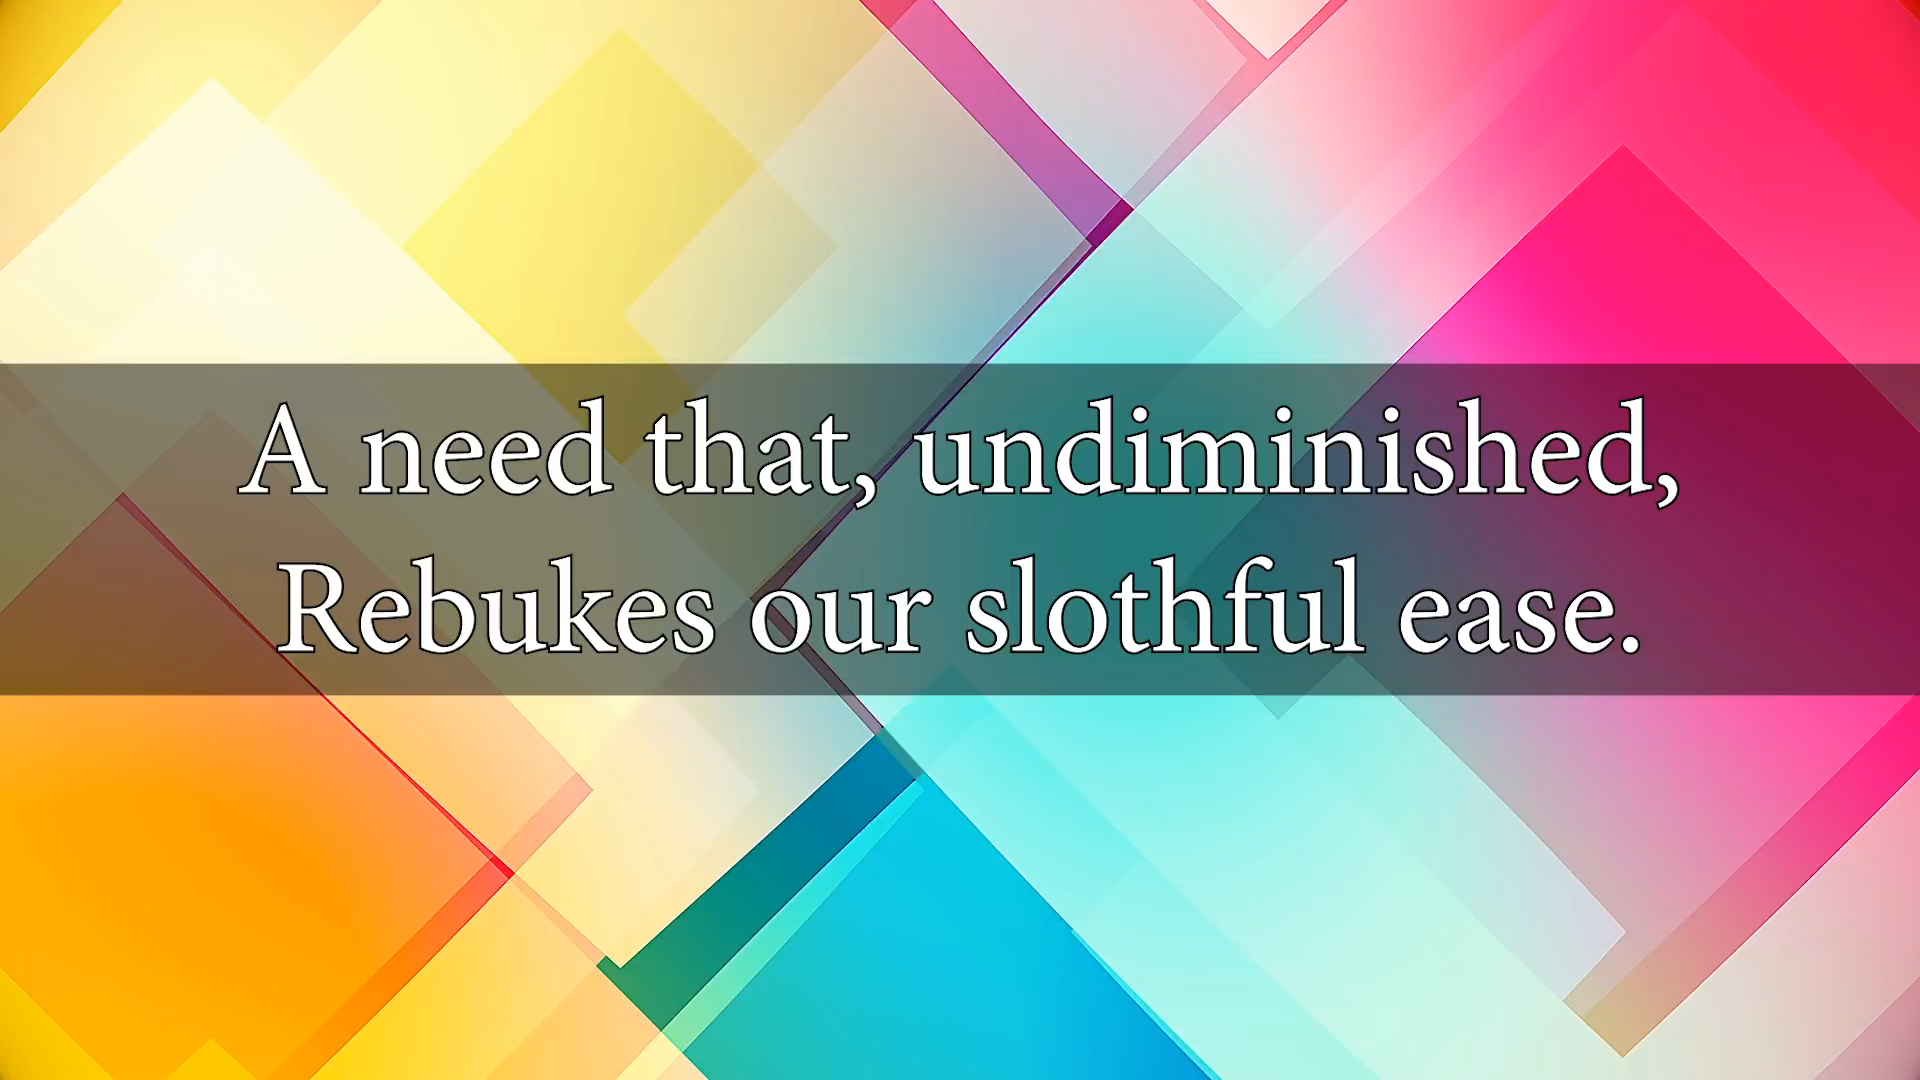 A need that, undiminished,
Rebukes our slothful ease.